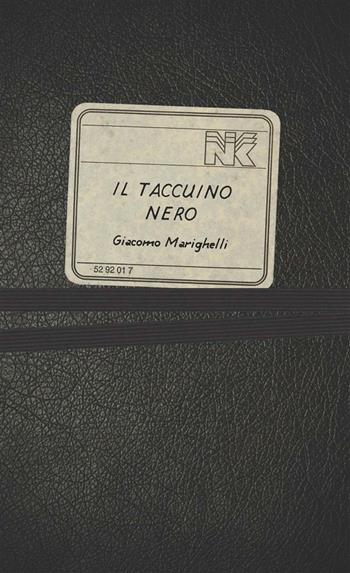 NK
IL TACCUINO
NERO
Giacomo Marighelli
52 92 01 7